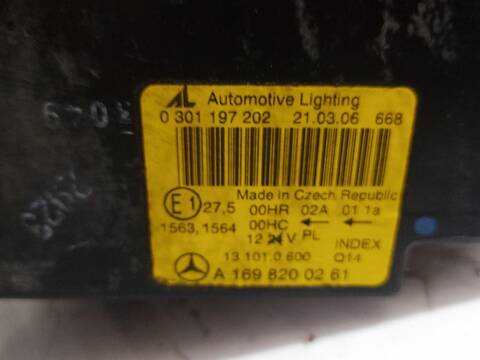 AL Automotive Lighting
0 301 197 202 21.03.06 668
Made in Czech Republic
E1 27,5 00HR 02A 01 1a
1563,1564 00HC ← ←
12 24 V PL INDEX
13 101 0 600 Q14
A 169 820 02 61